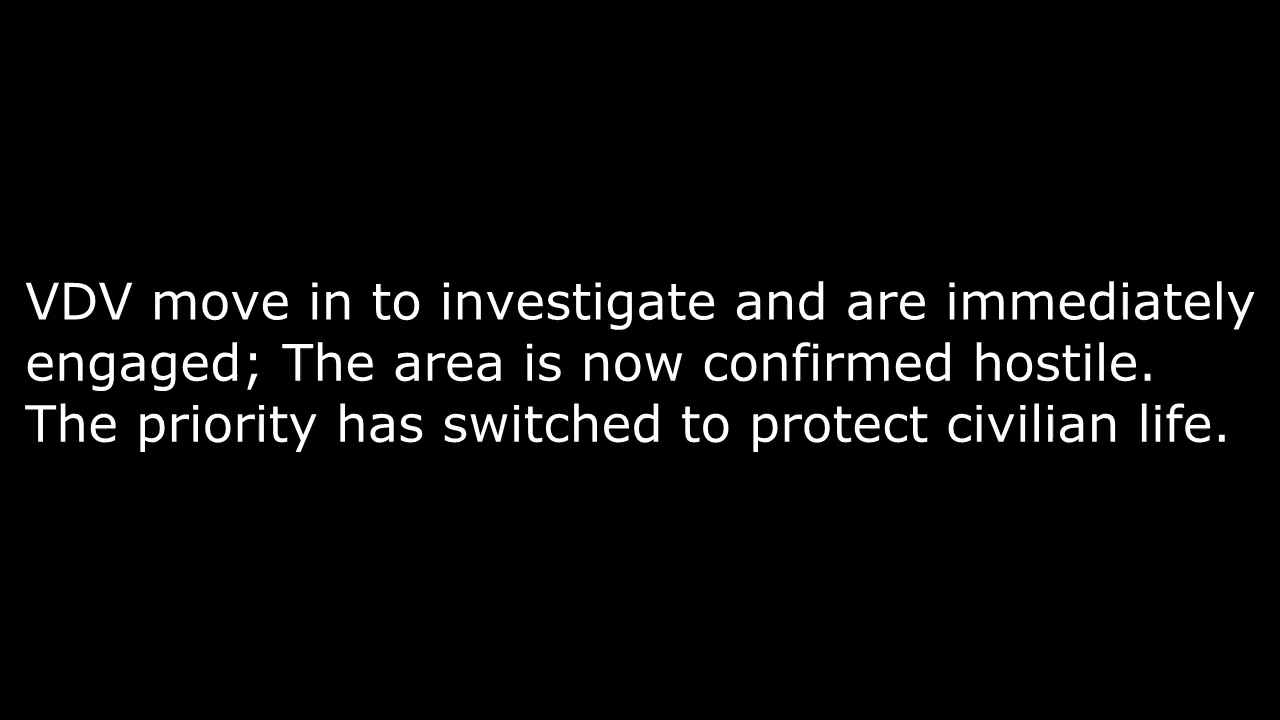 VDV move in to investigate and are immediately
engaged; The area is now confirmed hostile.
The priority has switched to protect civilian life.